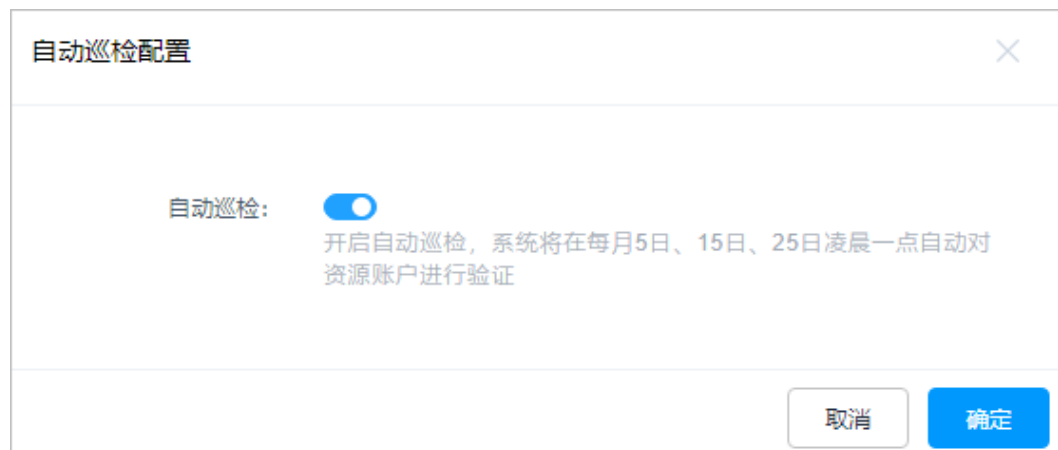 自动巡检配置
自动巡检：
开启自动巡检，系统将在每月5日、15日、25日凌晨一点自动对
资源账户进行验证
取消
确定